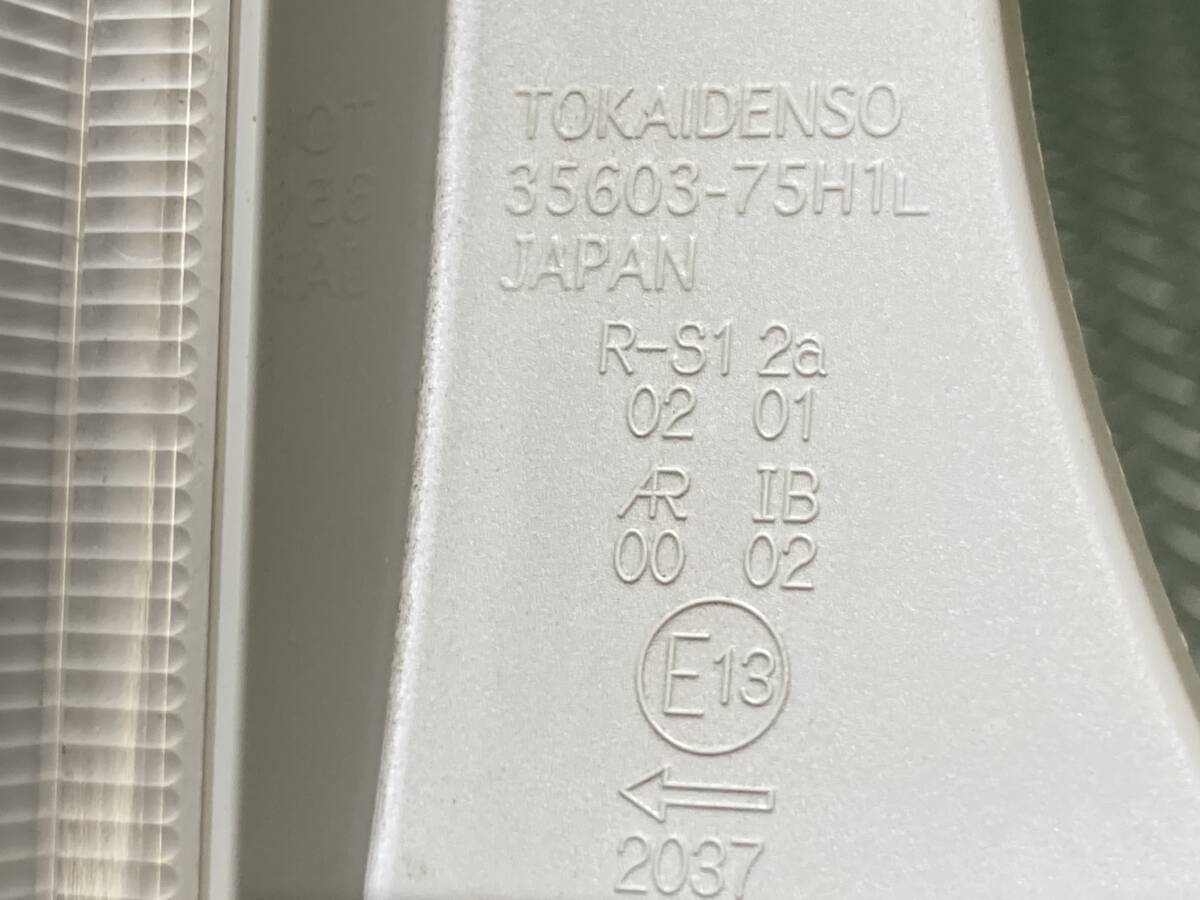 TOKAIDENSO
35603-75H1L
JAPAN
R-S1 2a
02 01
AR IB
00 02
E13
2037